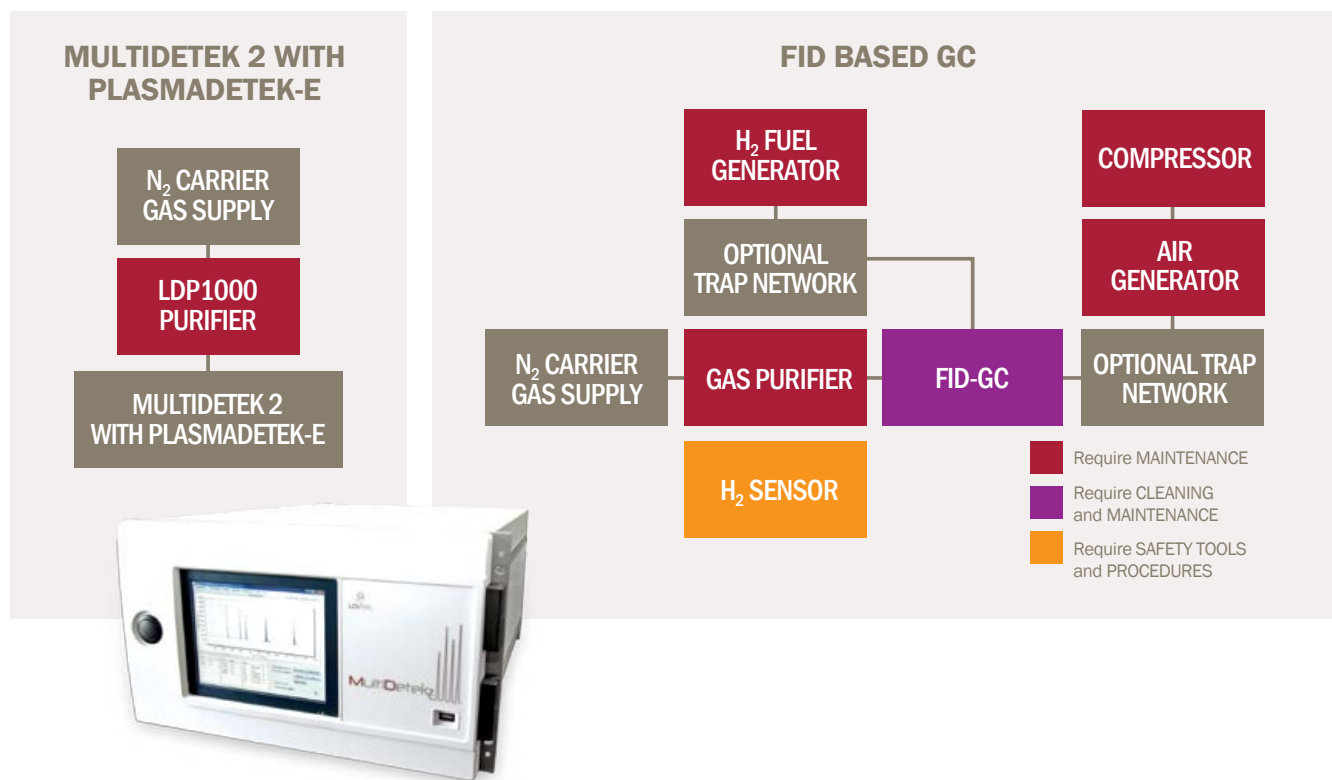 MULTIDETEK 2 WITH
PLASMADETEK-E
N₂ CARRIER
GAS SUPPLY
LDP1000
PURIFIER
MULTIDETEK 2
WITH PLASMADETEK-E
FID BASED GC
H₂ FUEL
GENERATOR
COMPRESSOR
OPTIONAL
TRAP NETWORK
AIR
GENERATOR
N₂ CARRIER
GAS SUPPLY
GAS PURIFIER
FID-GC
OPTIONAL TRAP
NETWORK
H₂ SENSOR
Require MAINTENANCE
Require CLEANING
and MAINTENANCE
Require SAFETY TOOLS
and PROCEDURES
MultiDetek2